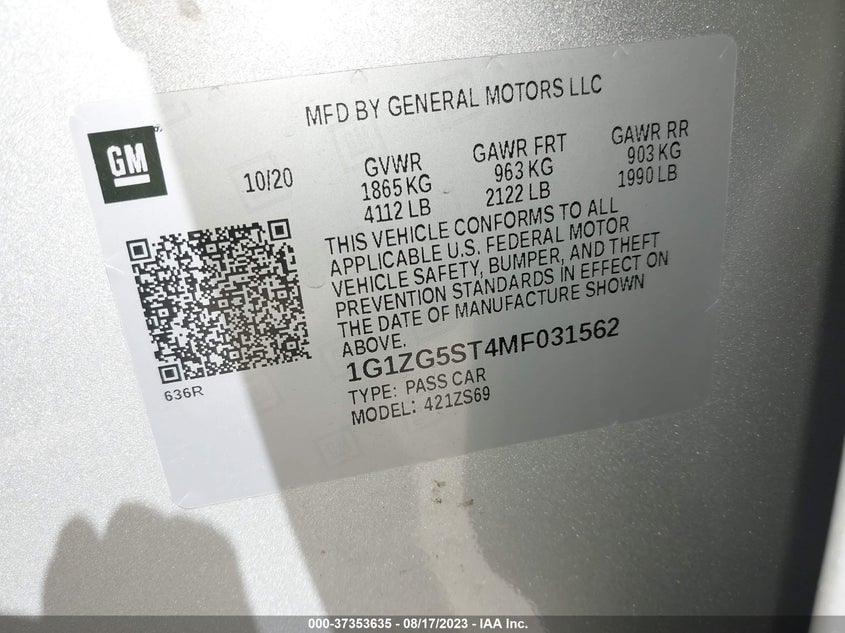 MFD BY GENERAL MOTORS LLC
GM
10/20
GVWR
1865 KG
4112 LB
GAWR FRT
963 KG
2122 LB
GAWR RR
903 KG
1990 LB
THIS VEHICLE CONFORMS TO ALL
APPLICABLE U.S. FEDERAL MOTOR
VEHICLE SAFETY, BUMPER, AND THEFT
PREVENTION STANDARDS IN EFFECT ON
THE DATE OF MANUFACTURE SHOWN
ABOVE.
1G1ZG5ST4MF031562
TYPE: PASS CAR
MODEL: 421ZS69
636R
000-37353635 - 08/17/2023 - IAA Inc.